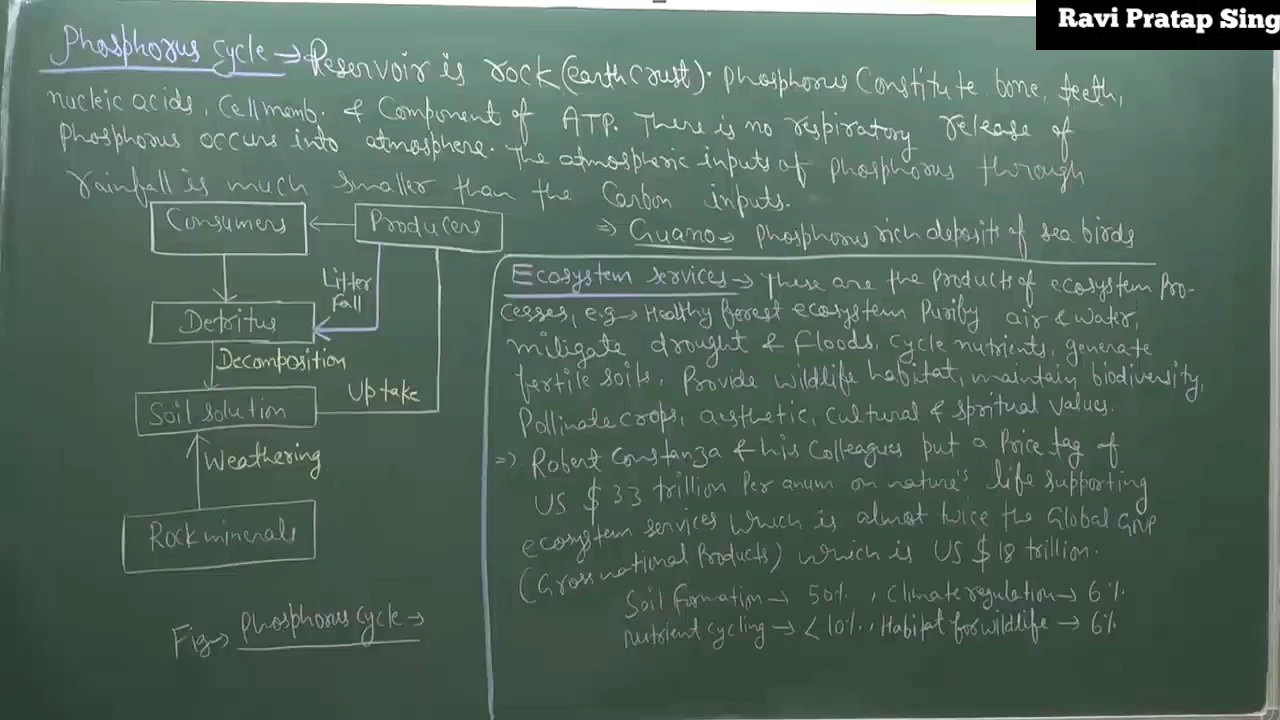 Ravi Pratap Sing
Phosphorus cycle → Reservoir is rock (earth crust). Phosphorus Constitute bone, teeth,
nucleic acids, Cell memb. & Component of ATP. There is no respiratory release of
Phosphorus occurs into atmosphere. The atmospheric inputs of phosphorus through
rainfall is much smaller than the Carbon inputs.
⇒ Guano → Phosphorus rich deposits of sea birds
Consumers
Producers
Litter
fall
Detritus
Decomposition
Soil solution
Uptake
Weathering
Rock minerals
Fig → Phosphorus cycle →
Ecosystem services → These are the Products of ecosystem Pro-
cesses, e.g → Healthy forest ecosystem Purify air & water,
mitigate drought & floods, cycle nutrients, generate
fertile soils, Provide wildlife habitat, maintain biodiversity,
Pollinate crops, aesthetic, cultural & spritual values.
⇒ Robert Constanza & his Colleagues put a Price tag of
US $ 33 trillion Per anum on nature's life supporting
ecosystem services which is almost twice the Global GNP
(Gross national Products) which is US $ 18 trillion.
Soil formation → 50%, Climate regulation → 6%
Nutrient cycling → < 10%, Habitat for wildlife → 6%